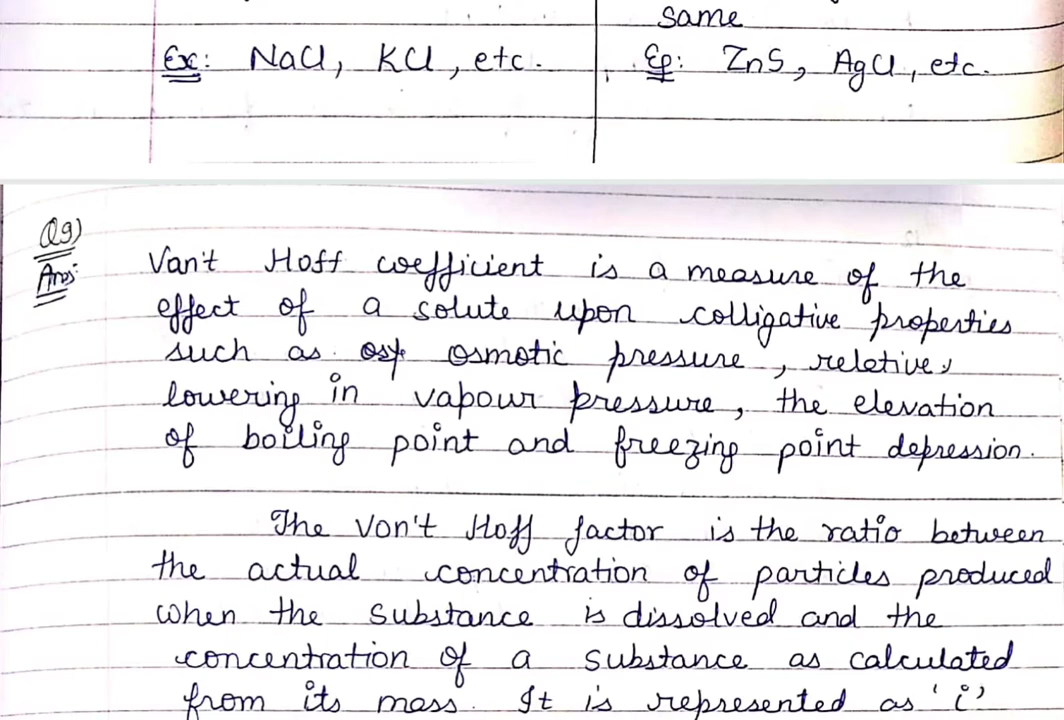 same
Ex: NaCl, KCl, etc.
Ep: ZnS, AgCl, etc.
Q9)
Ans:
Van't Hoff coefficient is a measure of the
effect of a solute upon colligative properties
such as osmotic pressure, relative
lowering in vapour pressure, the elevation
of boiling point and freezing point depression.
The Von't Hoff factor is the ratio between
the actual concentration of particles produced
when the substance is dissolved and the
concentration of a substance as calculated
from its mass. It is represented as 'i'